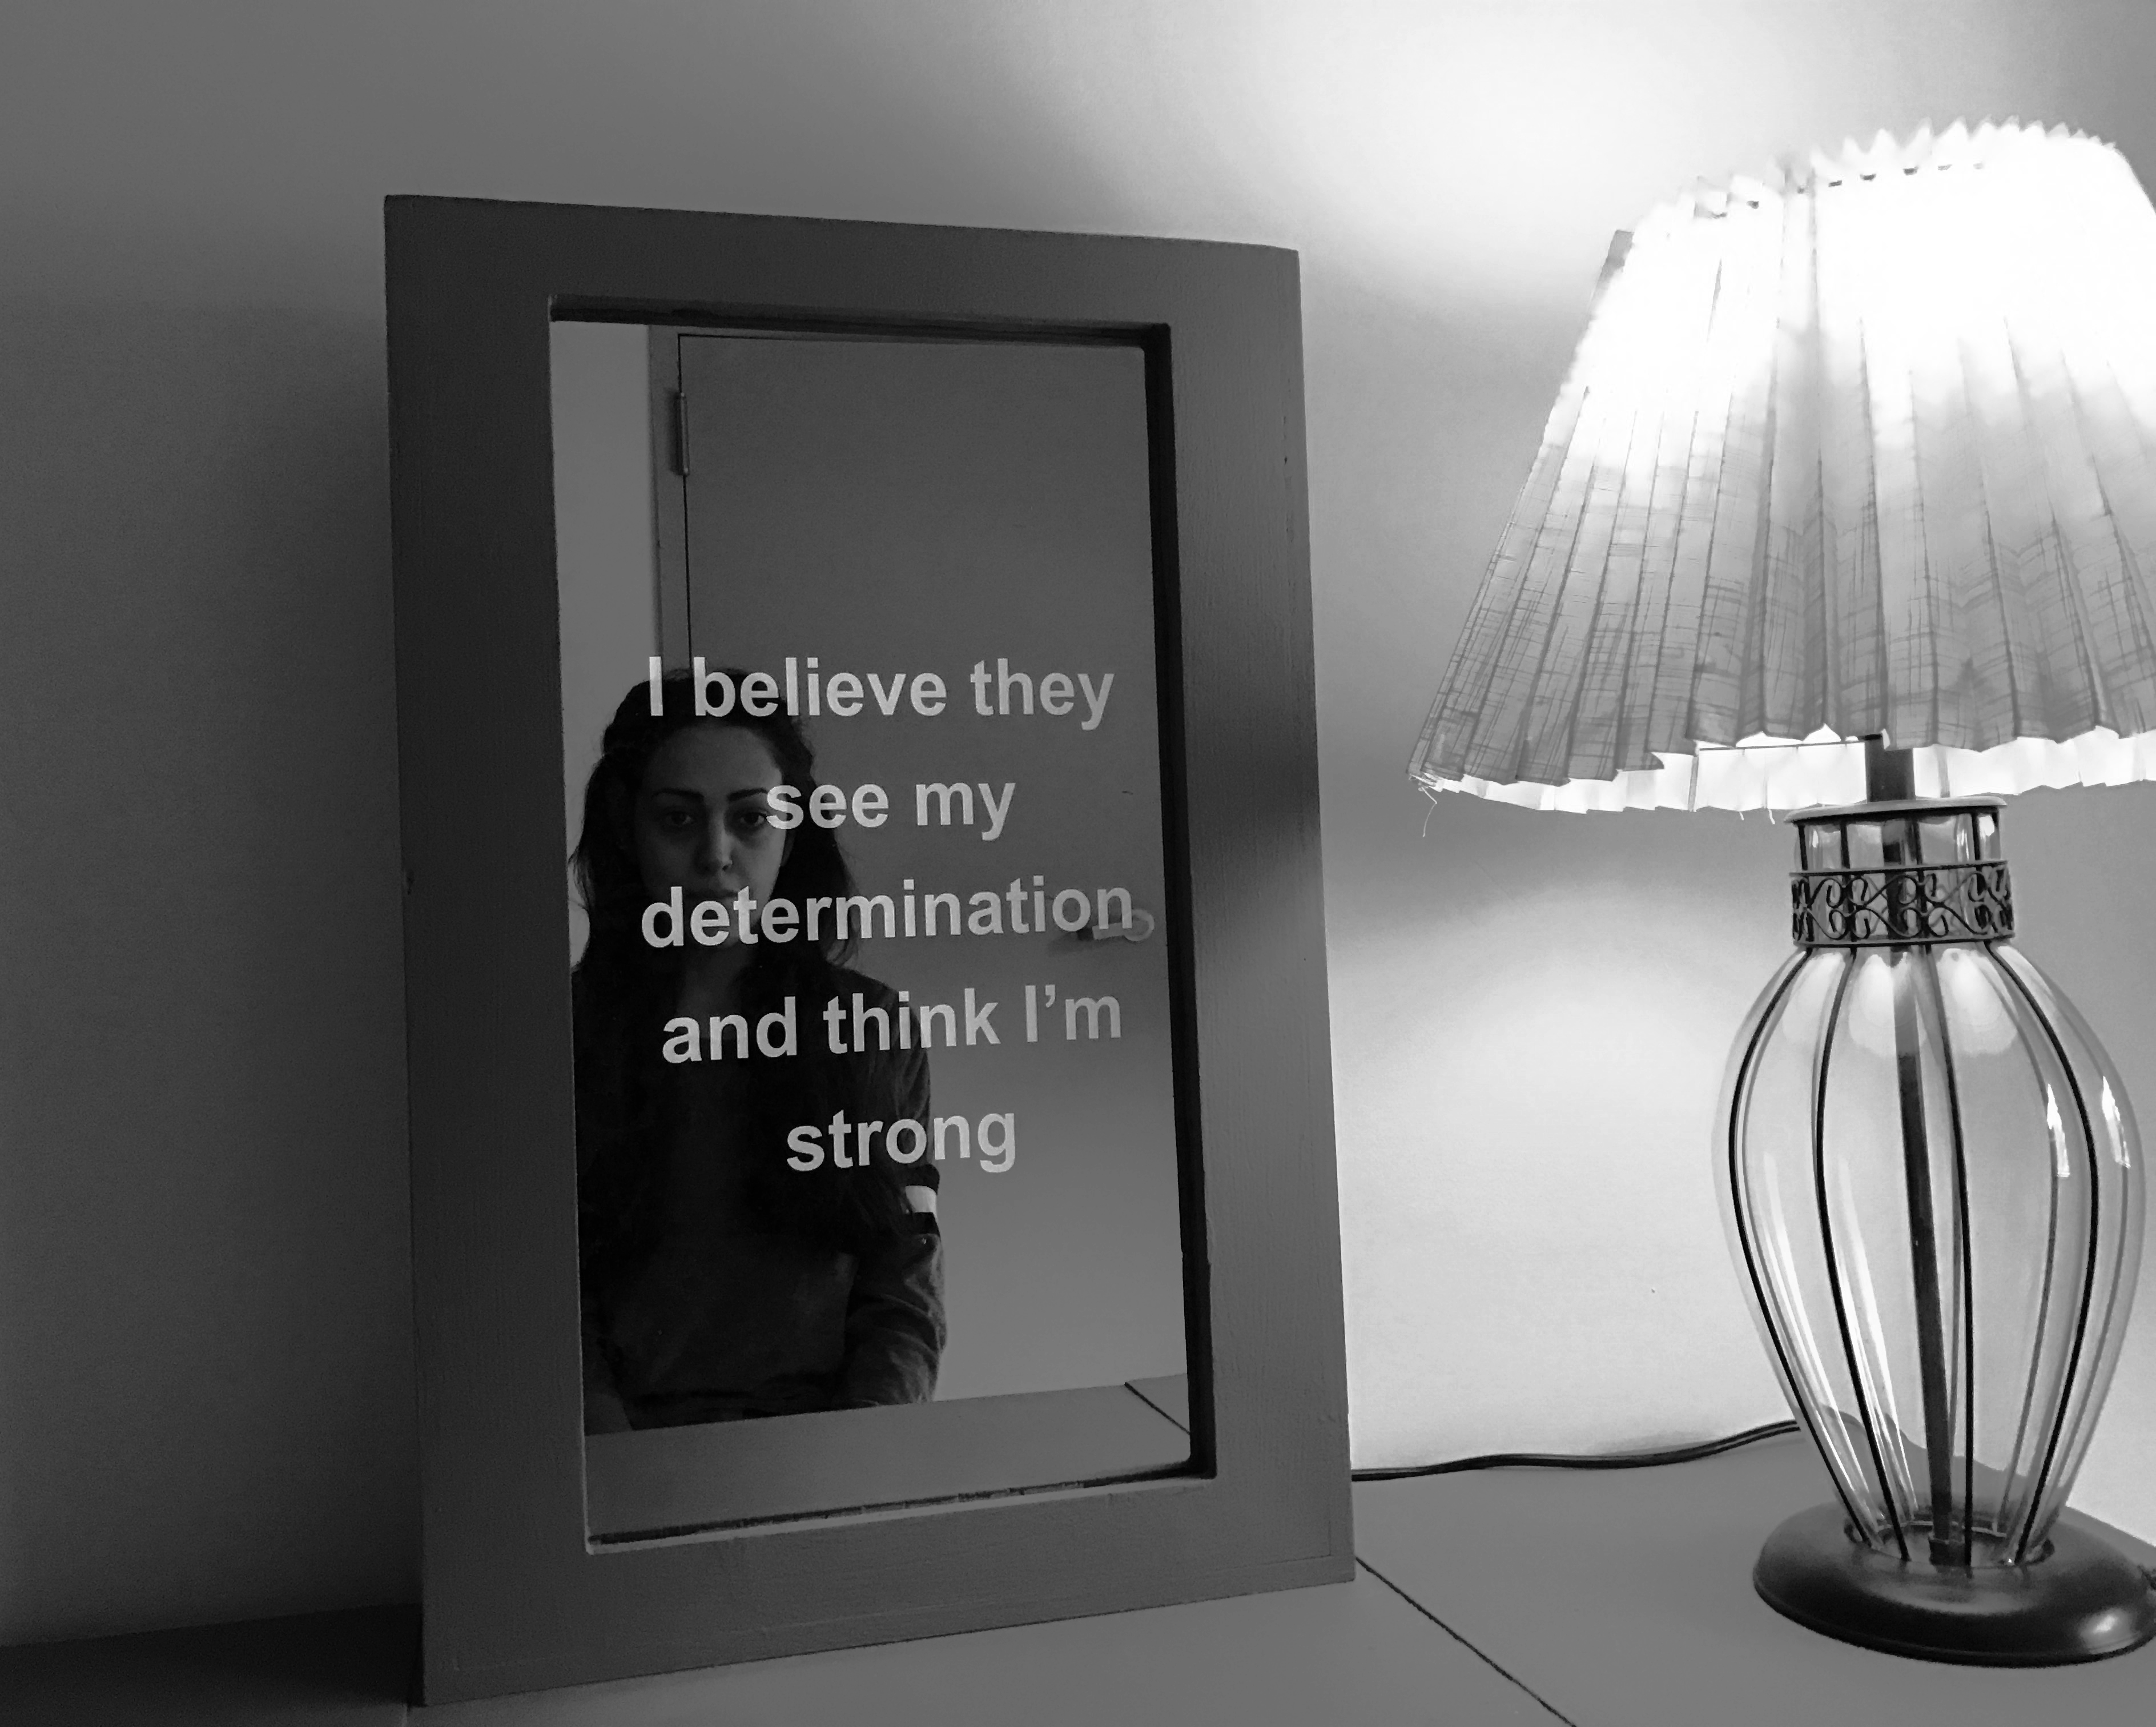 I believe they
see my
determination
and think I’m
strong